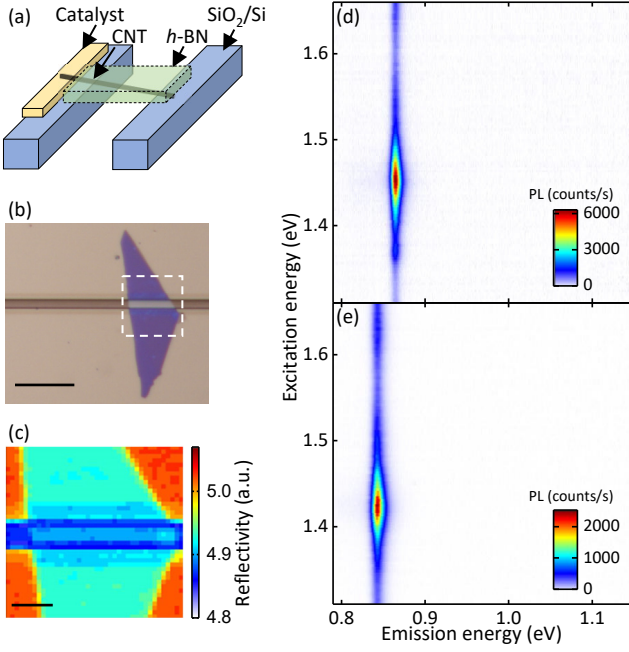 (a)
Catalyst
CNT
h-BN
SiO₂/Si
(b)
(c)
5.0
4.9
4.8
Reflectivity (a.u.)
(d)
1.6
1.5
1.4
PL (counts/s)
6000
3000
0
Excitation energy (eV)
(e)
1.6
1.5
1.4
PL (counts/s)
2000
1000
0
0.8 0.9 1.0 1.1
Emission energy (eV)